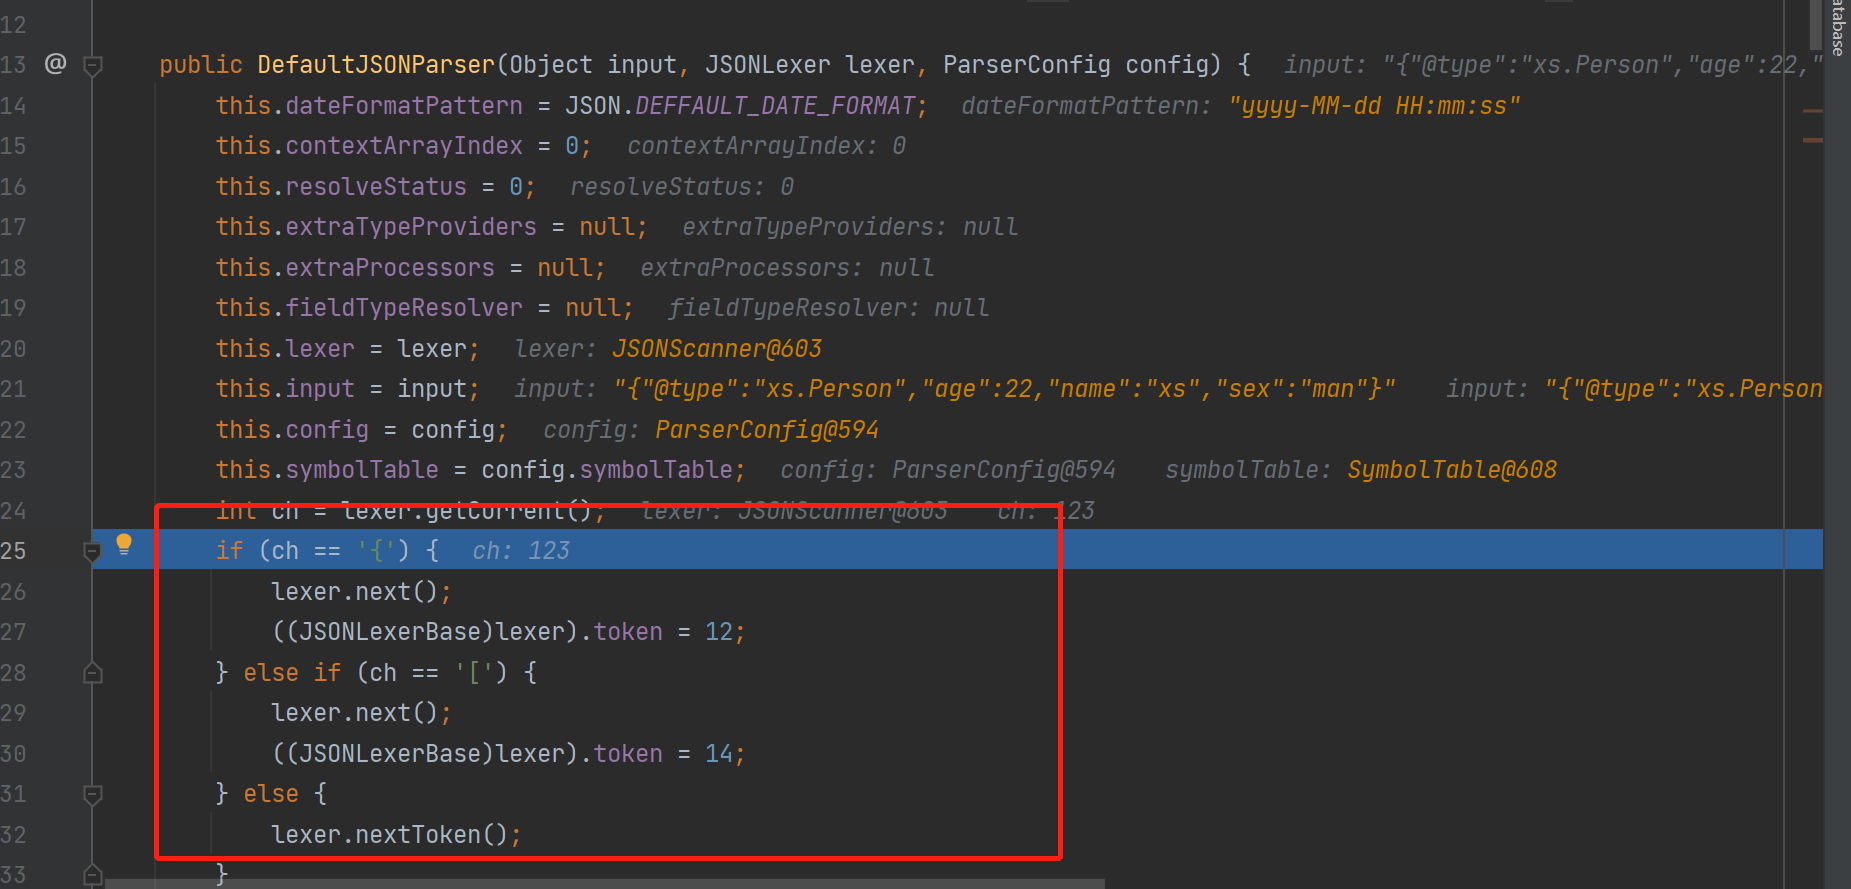 12
13 @ public DefaultJSONParser(Object input, JSONLexer lexer, ParserConfig config) { input: "{"@type":"xs.Person","age":22,"
14 this.dateFormatPattern = JSON.DEFFAULT_DATE_FORMAT; dateFormatPattern: "yyyy-MM-dd HH:mm:ss"
15 this.contextArrayIndex = 0; contextArrayIndex: 0
16 this.resolveStatus = 0; resolveStatus: 0
17 this.extraTypeProviders = null; extraTypeProviders: null
18 this.extraProcessors = null; extraProcessors: null
19 this.fieldTypeResolver = null; fieldTypeResolver: null
20 this.lexer = lexer; lexer: JSONScanner@603
21 this.input = input; input: "{"@type":"xs.Person","age":22,"name":"xs","sex":"man"}" input: "{"@type":"xs.Person
22 this.config = config; config: ParserConfig@594
23 this.symbolTable = config.symbolTable; config: ParserConfig@594 symbolTable: SymbolTable@608
24 int ch = lexer.getCurrent(); lexer: JSONScanner@603 ch: 123
25 if (ch == '{') { ch: 123
26 lexer.next();
27 ((JSONLexerBase)lexer).token = 12;
28 } else if (ch == '[') {
29 lexer.next();
30 ((JSONLexerBase)lexer).token = 14;
31 } else {
32 lexer.nextToken();
33 }
atabase